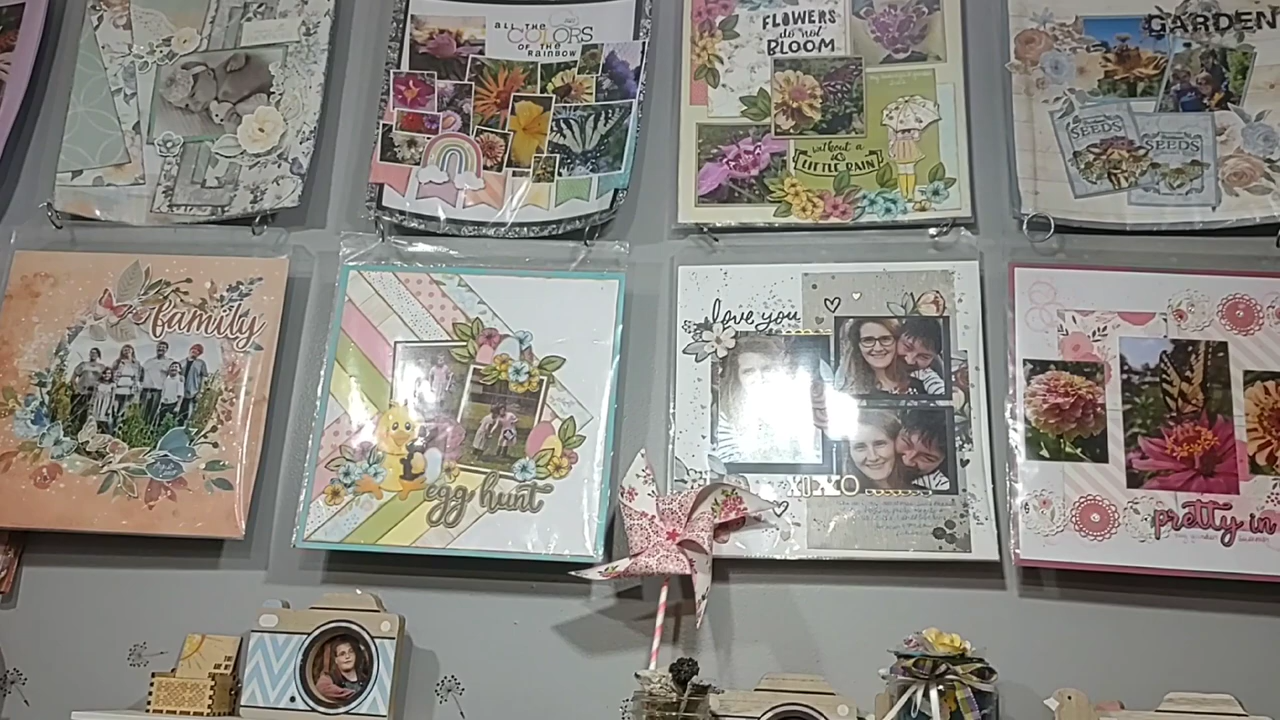 ALL THE
COLORS
OF THE
RAINBOW
FLOWERS
do not
BLOOM
without a
LITTLE RAIN
GARDEN
SEEDS
SEEDS
family
egg hunt
love you
XOXO
pretty in